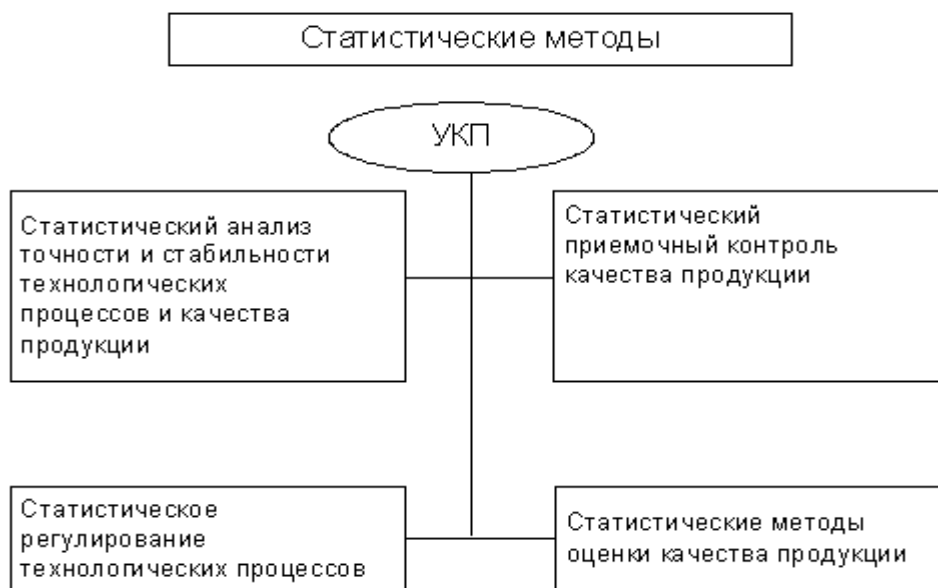 Статистические методы
УКП
Статистический анализ
точности и стабильности
технологических
процессов и качества
продукции
Статистический
приемочный контроль
качества продукции
Статистическое
регулирование
технологических процессов
Статистические методы
оценки качества продукции